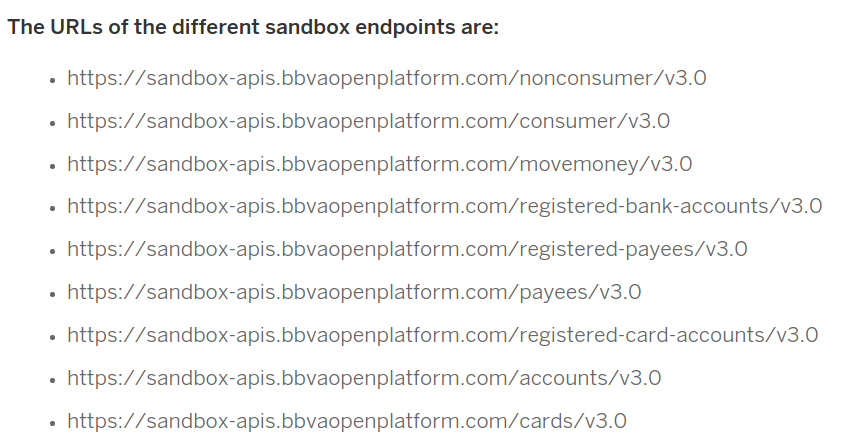 The URLs of the different sandbox endpoints are:
• https://sandbox-apis.bbvaopenplatform.com/nonconsumer/v3.0
• https://sandbox-apis.bbvaopenplatform.com/consumer/v3.0
• https://sandbox-apis.bbvaopenplatform.com/movemoney/v3.0
• https://sandbox-apis.bbvaopenplatform.com/registered-bank-accounts/v3.0
• https://sandbox-apis.bbvaopenplatform.com/registered-payees/v3.0
• https://sandbox-apis.bbvaopenplatform.com/payees/v3.0
• https://sandbox-apis.bbvaopenplatform.com/registered-card-accounts/v3.0
• https://sandbox-apis.bbvaopenplatform.com/accounts/v3.0
• https://sandbox-apis.bbvaopenplatform.com/cards/v3.0